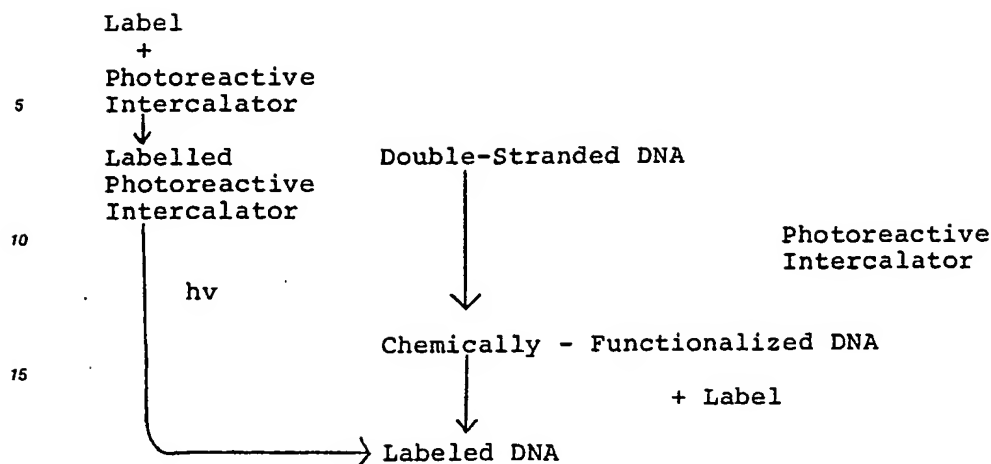 Label
+
Photoreactive
5 Intercalator
Labelled
Photoreactive
Intercalator
Double-Stranded DNA
10
Photoreactive
Intercalator
hv
Chemically - Functionalized DNA
15
+ Label
Labeled DNA